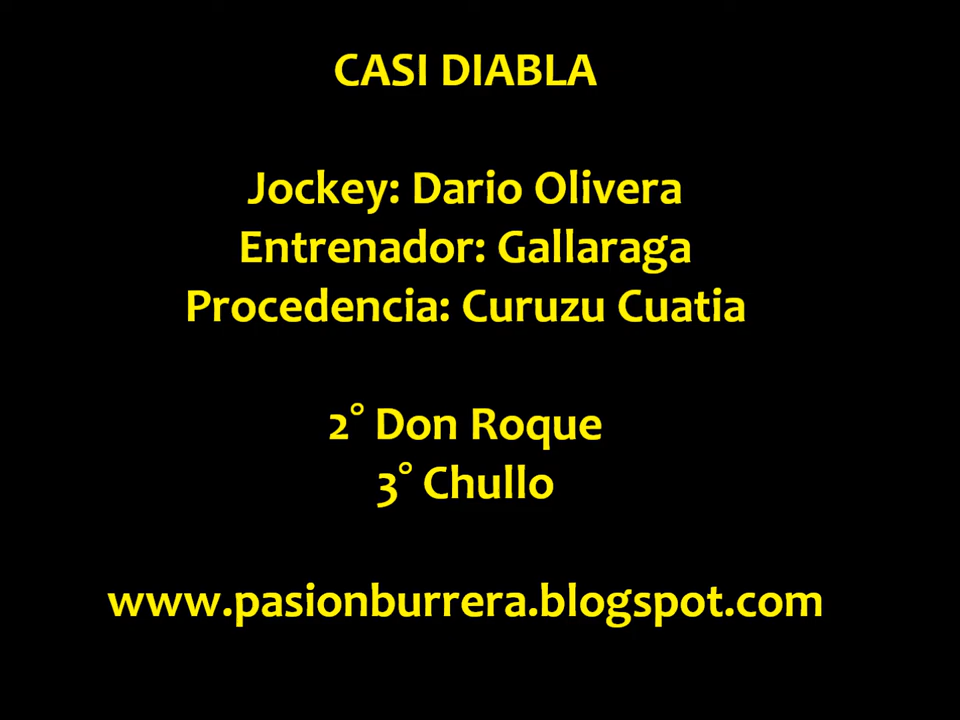 CASI DIABLA
Jockey: Dario Olivera
Entrenador: Gallaraga
Procedencia: Curuzu Cuatia
2° Don Roque
3° Chullo
www.pasionburrera.blogspot.com